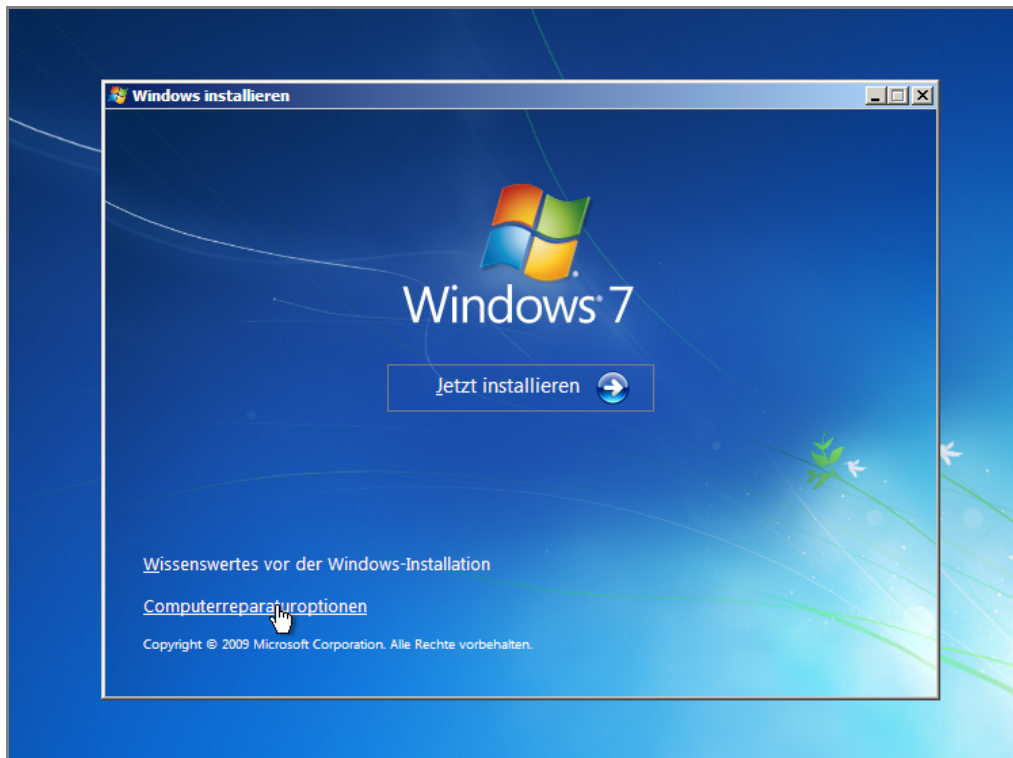 Windows installieren
Windows® 7
Jetzt installieren
Wissenswertes vor der Windows-Installation
Computerreparaturoptionen
Copyright © 2009 Microsoft Corporation. Alle Rechte vorbehalten.